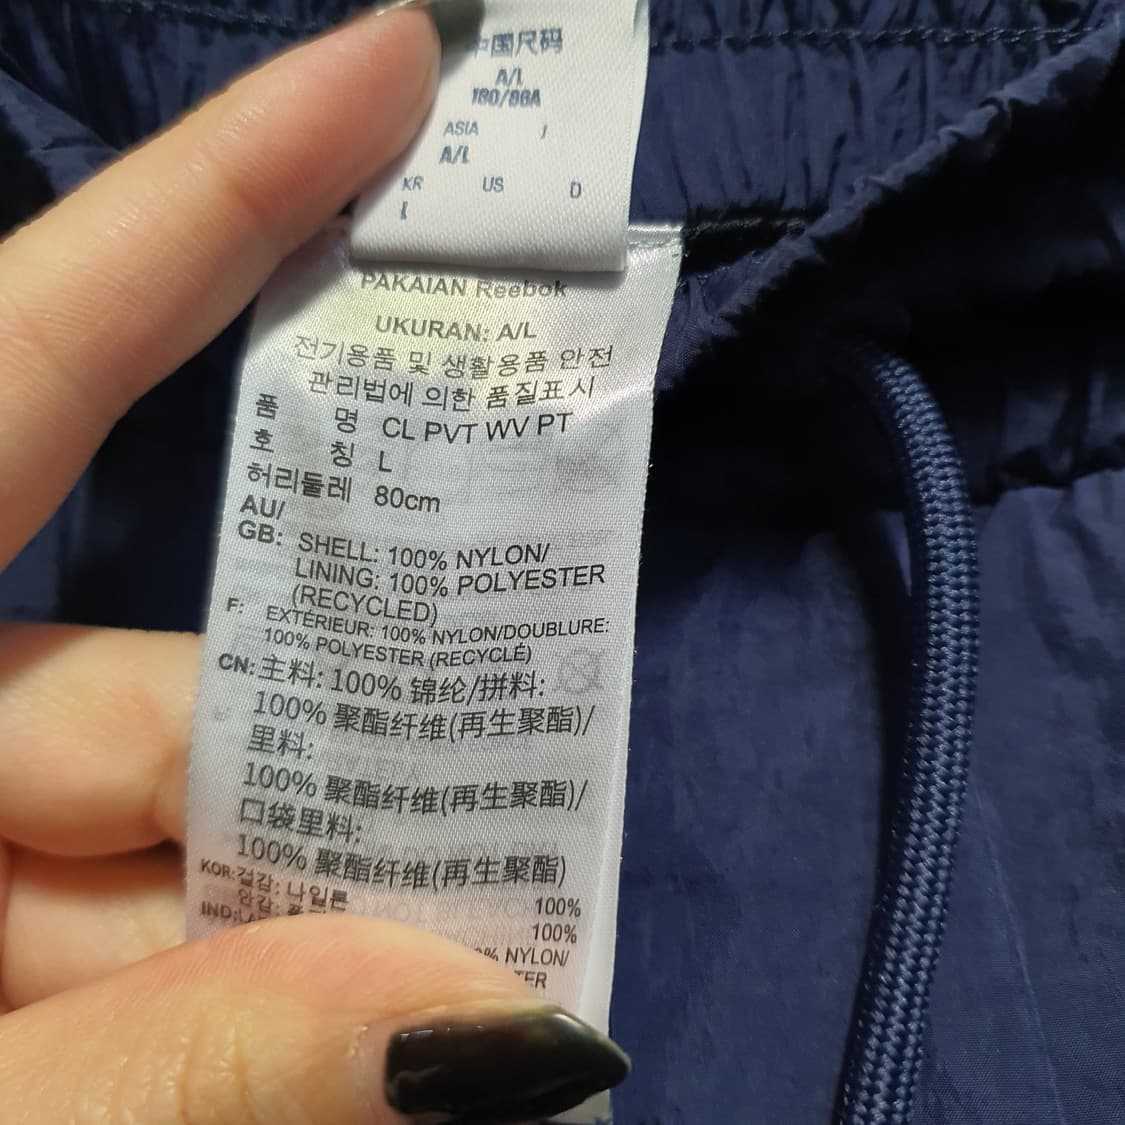 中国尺码
A/L
180/86A
ASIA J
A/L
KR US D
L
PAKAIAN Reebok
UKURAN: A/L
전기용품 및 생활용품 안전
관리법에 의한 품질표시
품 명 CL PVT WV PT
호 칭 L
허리둘레 80cm
AU/
GB: SHELL: 100% NYLON/
LINING: 100% POLYESTER
(RECYCLED)
F: EXTÉRIEUR: 100% NYLON/DOUBLURE:
100% POLYESTER (RECYCLÉ)
CN: 主料: 100% 锦纶/拼料:
100% 聚酯纤维(再生聚酯)/
里料:
100% 聚酯纤维(再生聚酯)/
口袋里料:
100% 聚酯纤维(再生聚酯)
KOR: 겉감: 나일론 100%
안감: 100%
IND: % NYLON/